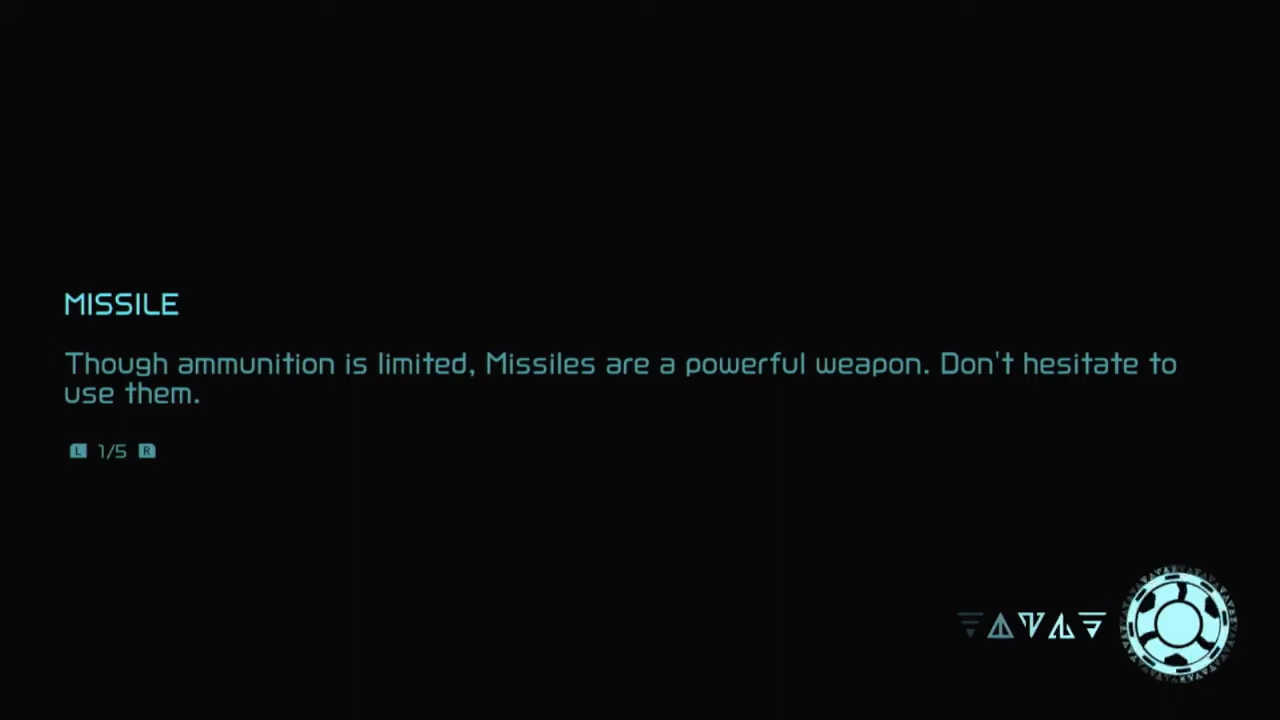 MISSILE
Though ammunition is limited, Missiles are a powerful weapon. Don't hesitate to
use them.
L 1/5 R